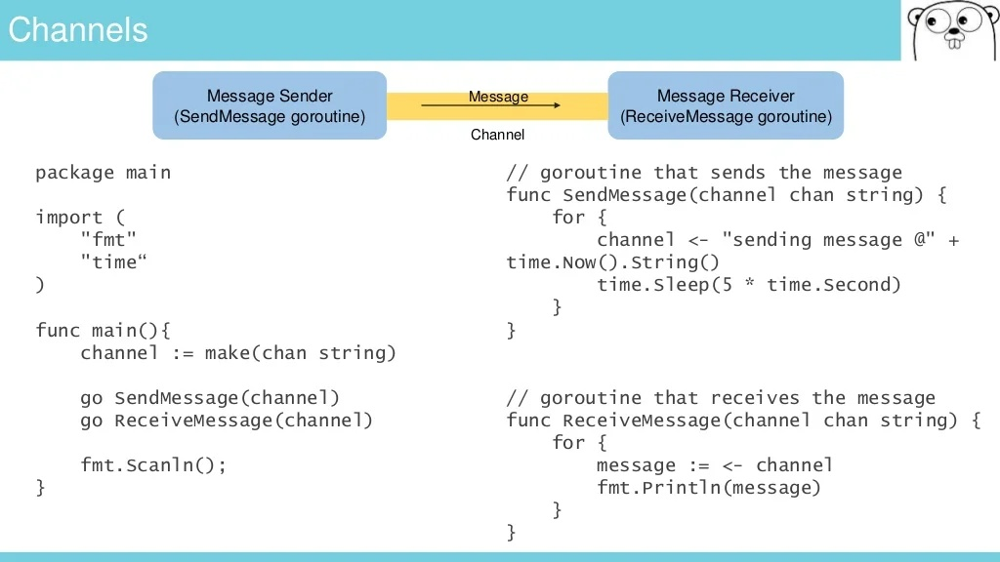 Channels
Message Sender
(SendMessage goroutine)
Message
Channel
Message Receiver
(ReceiveMessage goroutine)
package main
import (
    "fmt"
    "time“
)
func main(){
    channel := make(chan string)
    go SendMessage(channel)
    go ReceiveMessage(channel)
    fmt.Scanln();
}
// goroutine that sends the message
func SendMessage(channel chan string) {
    for {
        channel <- "sending message @" +
time.Now().String()
        time.Sleep(5 * time.Second)
    }
}
// goroutine that receives the message
func ReceiveMessage(channel chan string) {
    for {
        message := <- channel
        fmt.Println(message)
    }
}